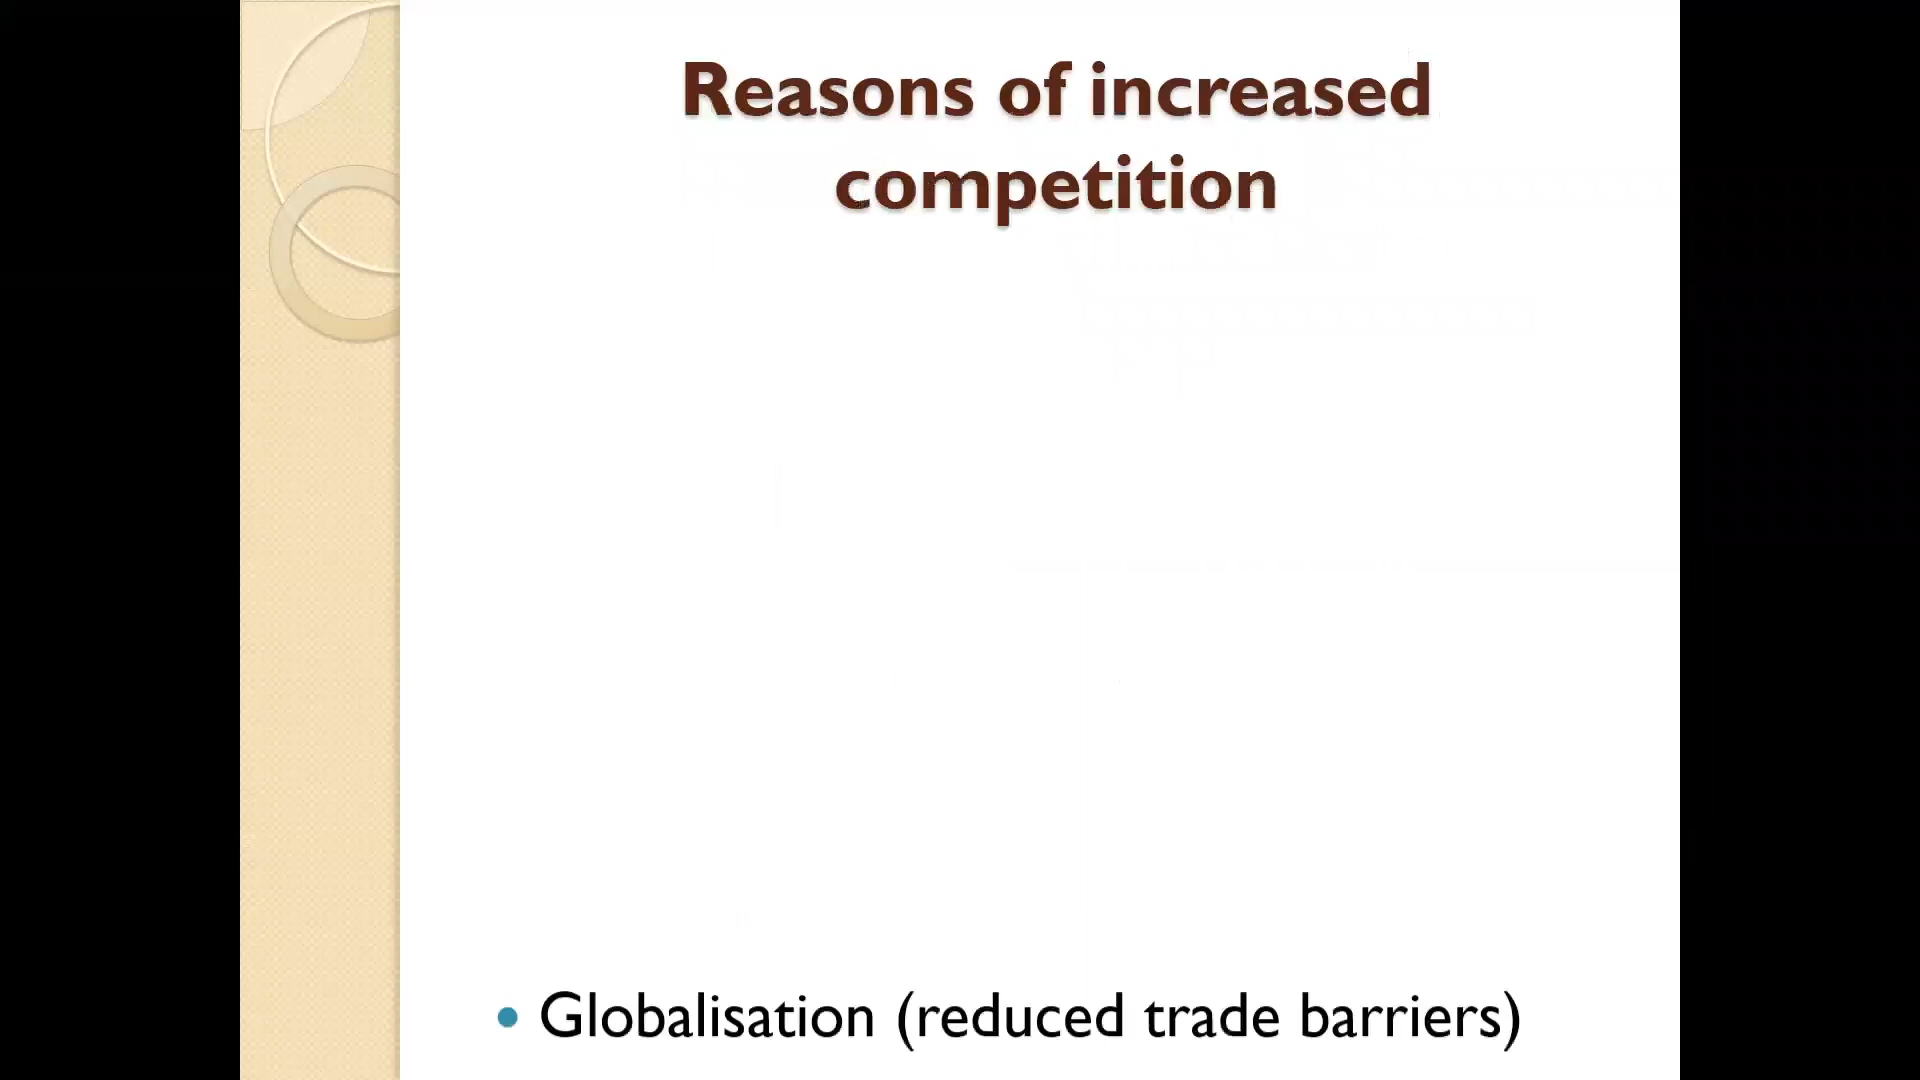 Reasons of increased
competition
• Globalisation (reduced trade barriers)